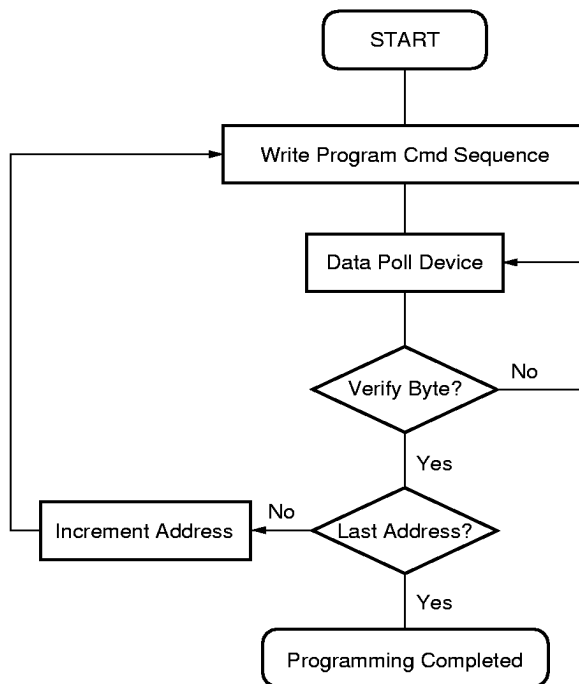 START
Write Program Cmd Sequence
Data Poll Device
Verify Byte?
No
Yes
Increment Address
No
Last Address?
Yes
Programming Completed